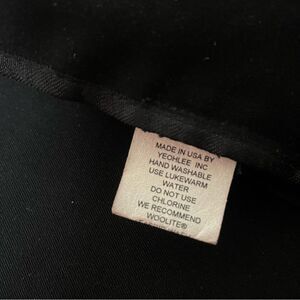 MADE IN USA BY
YEOHLEE INC
HAND WASHABLE
USE LUKEWARM
WATER
DO NOT USE
CHLORINE
WE RECOMMEND
WOOLITE®